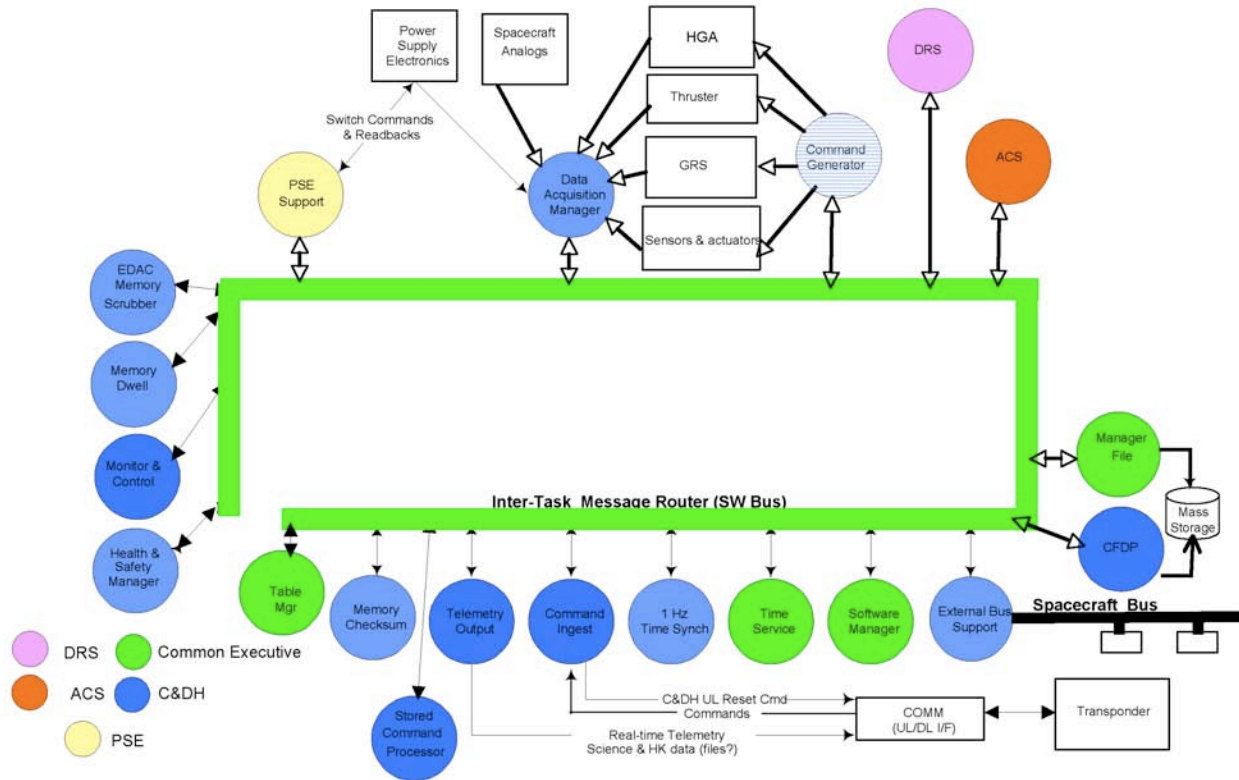 Power
Supply
Electronics
Spacecraft
Analogs
HGA
DRS
Switch Commands
& Readbacks
Thruster
Command
Generator
ACS
PSE
Support
Data
Acquisition
Manager
GRS
Sensors & actuators
EDAC
Memory
Scrubber
Memory
Dwell
Monitor &
Control
Health &
Safety
Manager
Manager
File
Mass
Storage
CFDP
Inter-Task Message Router (SW Bus)
Table
Mgr
Memory
Checksum
Telemetry
Output
Command
Ingest
1 Hz
Time Synch
Time
Service
Software
Manager
External Bus
Support
Spacecraft Bus
DRS
Common Executive
ACS
C&DH
PSE
Stored
Command
Processor
C&DH UL Reset Cmd
Commands
Real-time Telemetry
Science & HK data (files?)
COMM
(UL/DL I/F)
Transponder